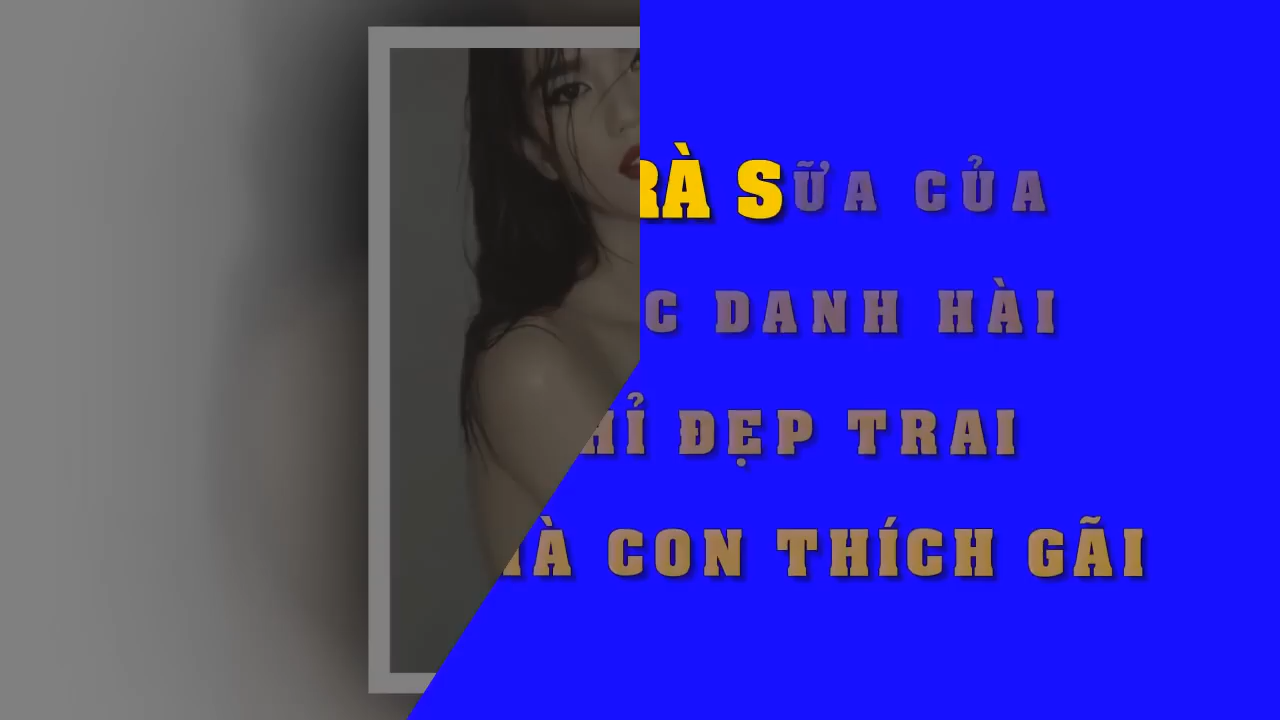 RÀ SỮA CỦA
C DANH HÀI
HỈ ĐẸP TRAI
À CON THÍCH GÃI